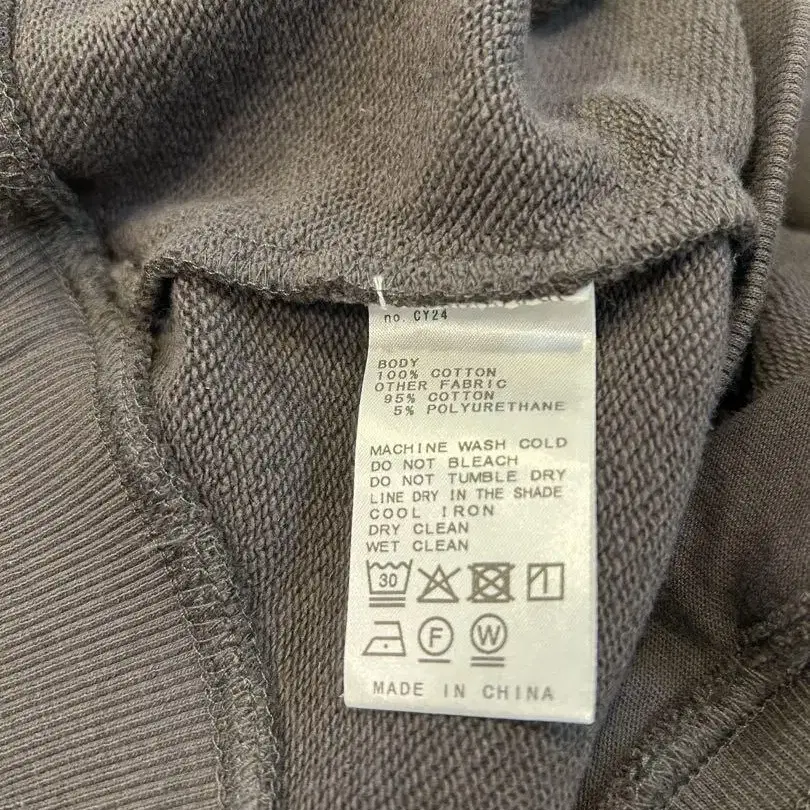 no. CY24
BODY
100% COTTON
OTHER FABRIC
95% COTTON
5% POLYURETHANE
MACHINE WASH COLD
DO NOT BLEACH
DO NOT TUMBLE DRY
LINE DRY IN THE SHADE
COOL IRON
DRY CLEAN
WET CLEAN
30
F W
MADE IN CHINA